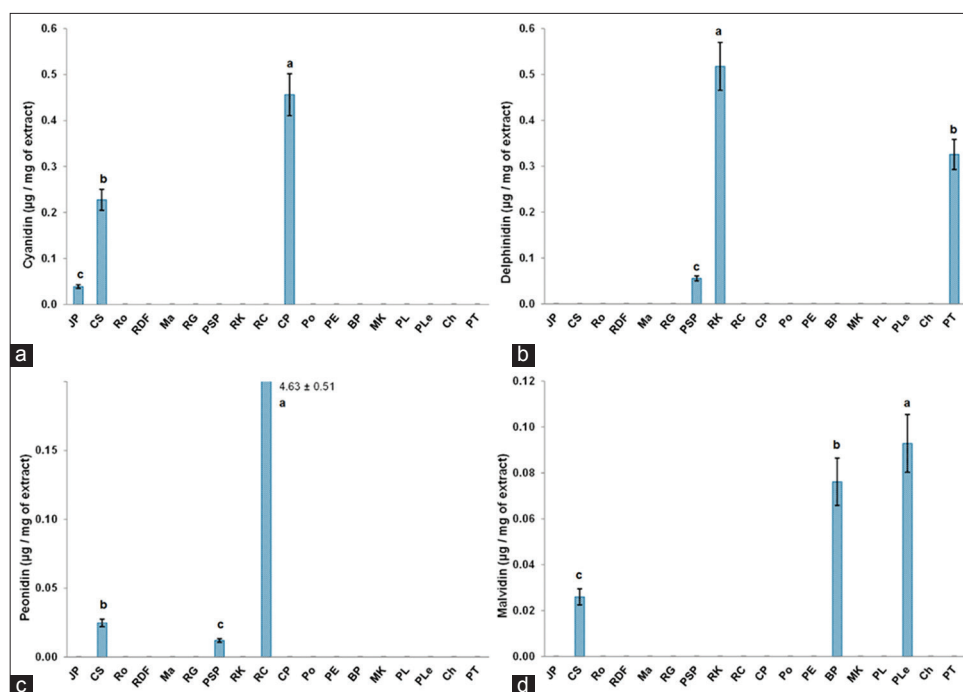 0.6
0.5
0.4
0.3
0.2
0.1
0.0
Cyanidin (µg / mg of extract)
c
b
a
JP CS Ro RDF Ma RG PSP RK RC CP Po PE BP MK PL PLe Ch PT
a
0.6
0.5
0.4
0.3
0.2
0.1
0.0
Delphinidin (µg / mg of extract)
c
a
b
JP CS Ro RDF Ma RG PSP RK RC CP Po PE BP MK PL PLe Ch PT
b
0.15
0.10
0.05
0.00
Peonidin (µg / mg of extract)
b
c
4.63 ± 0.51
a
JP CS Ro RDF Ma RG PSP RK RC CP Po PE BP MK PL PLe Ch PT
c
0.12
0.10
0.08
0.06
0.04
0.02
0.00
Malvidin (µg / mg of extract)
c
b
a
JP CS Ro RDF Ma RG PSP RK RC CP Po PE BP MK PL PLe Ch PT
d